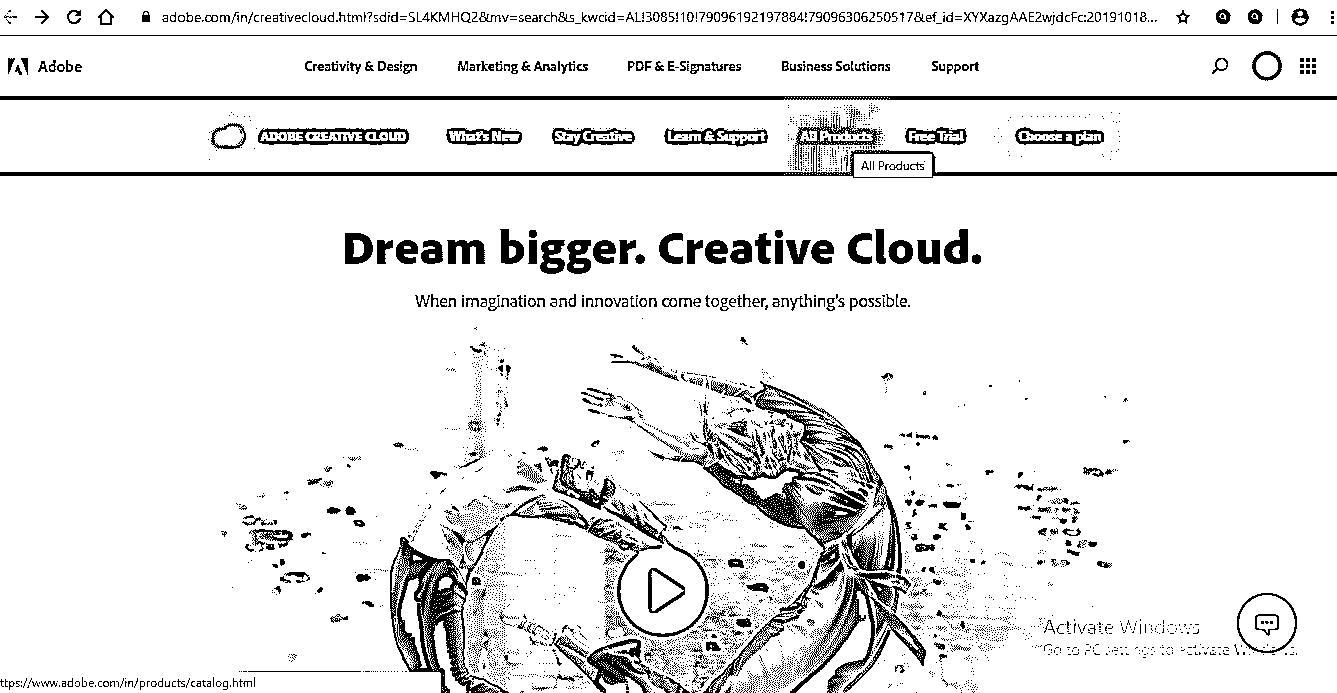 adobe.com/in/creativecloud.html?sdid=SL4KMHQ2&mv=search&s_kwcid=AL!3085!10!79096192197884!79096306250517&ef_id=XYXazgAAE2wjdcFc:20191018...
Adobe Creativity & Design Marketing & Analytics PDF & E-Signatures Business Solutions Support
ADOBE CREATIVE CLOUD What's New Stay Creative Learn & Support All Products Free Trial Choose a plan
All Products
Dream bigger. Creative Cloud.
When imagination and innovation come together, anything's possible.
Activate Windows
Go to PC settings to activate Windows.
ttps://www.adobe.com/in/products/catalog.html